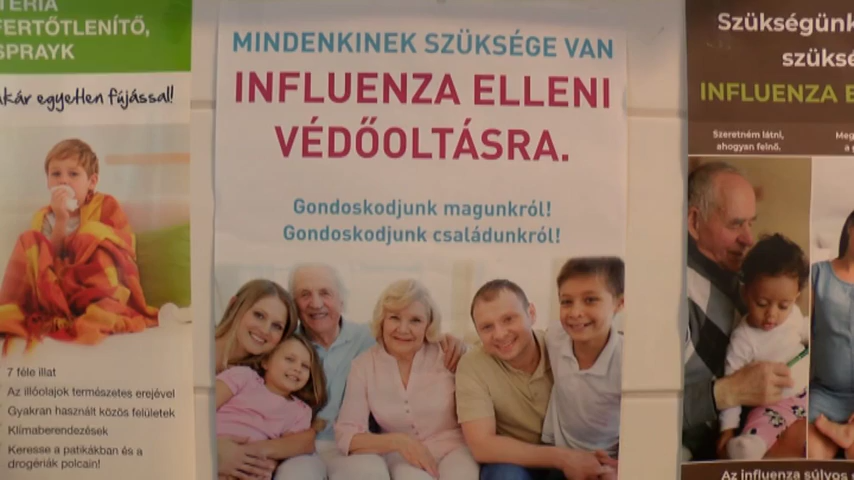 FERTŐTLENÍTŐ,
SPRAYK
akár egyetlen fújással!
7 féle illat
Az illóolajok természetes erejével
Gyakran használt közös felületek
Klímaberendezések
Keresse a patikákban és a
drogériák polcain!
MINDENKINEK SZÜKSÉGE VAN
INFLUENZA ELLENI
VÉDŐOLTÁSRA.
Gondoskodjunk magunkról!
Gondoskodjunk családunkról!
Szükségünk
szüksé
INFLUENZA E
Szeretném látni,
ahogyan felnő.
Meg
a
Az influenza súlyos